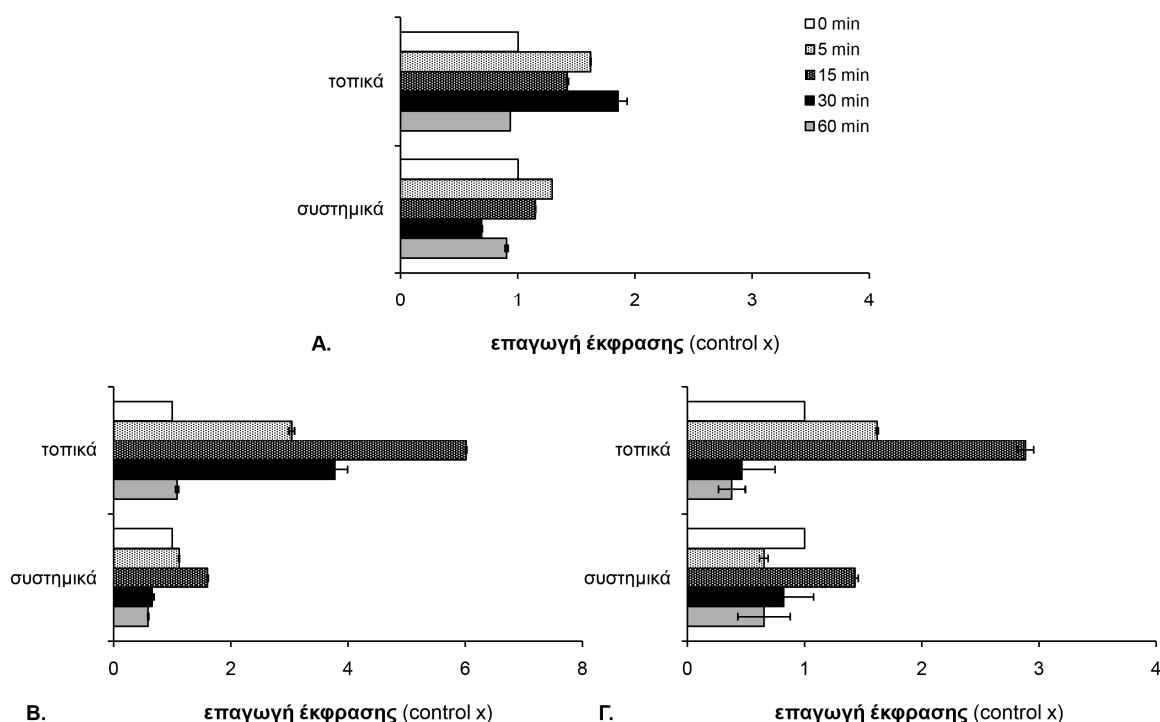 0 min
5 min
15 min
30 min
60 min
τοπικά
συστημικά
0 1 2 3 4
Α. επαγωγή έκφρασης (control x)
τοπικά τοπικά
συστημικά συστημικά
0 2 4 6 8 0 1 2 3 4
Β. επαγωγή έκφρασης (control x) Γ. επαγωγή έκφρασης (control x)